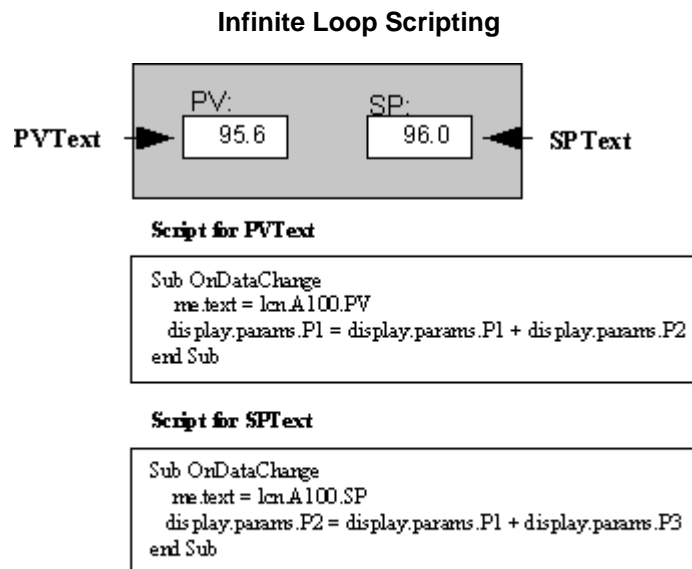 Infinite Loop Scripting
PV: SP:
PVText 95.6 96.0 SPText
Script for PVText
Sub OnDataChange
me.text = lcn.A100.PV
display.params.P1 = display.params.P1 + display.params.P2
end Sub
Script for SPText
Sub OnDataChange
me.text = lcn.A100.SP
display.params.P2 = display.params.P1 + display.params.P3
end Sub